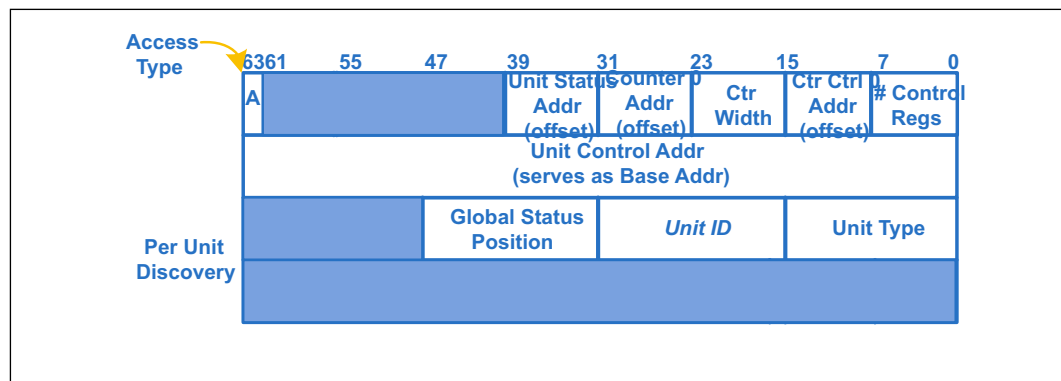 Access
Type
6361 55 47 39 31 23 15 7 0
A
Unit Status
Addr
(offset)
Counter 0
Addr
(offset)
Ctr
Width
Ctr Ctrl 0
Addr
(offset)
# Control
Regs
Unit Control Addr
(serves as Base Addr)
Global Status
Position
Unit ID
Unit Type
Per Unit
Discovery